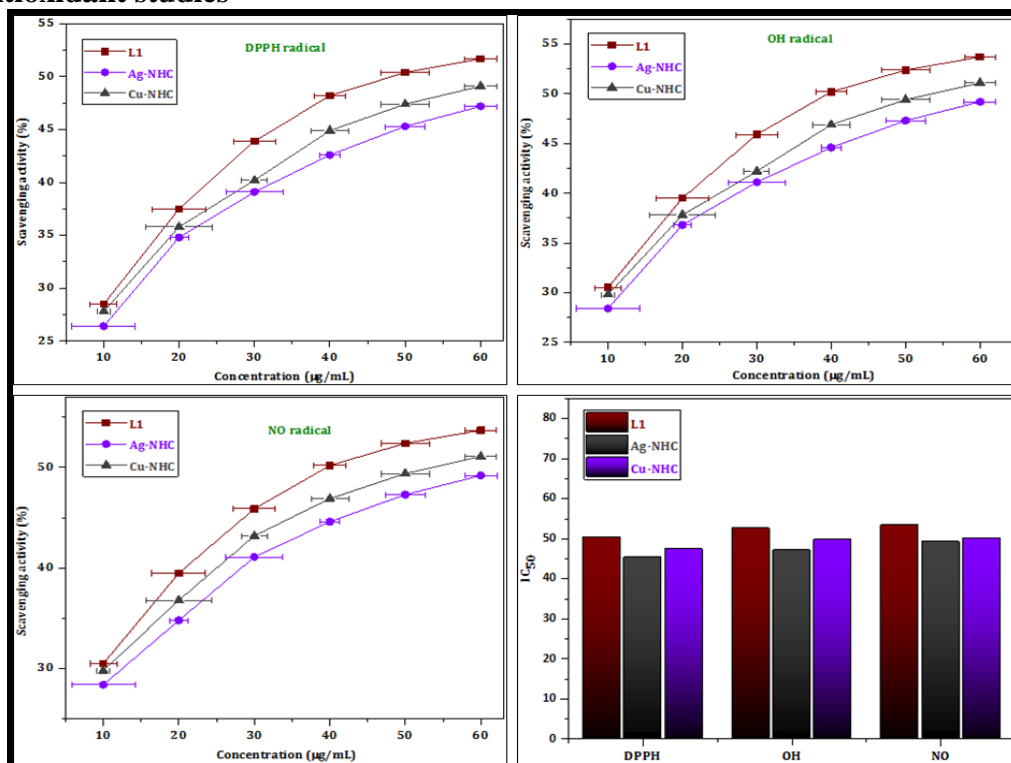 DPPH radical
L1
Ag-NHC
Cu-NHC
Scavenging activity (%)
55
50
45
40
35
30
25
10 20 30 40 50 60
Concentration (µg/mL)
OH radical
L1
Ag-NHC
Cu-NHC
Scavenging activity (%)
55
50
45
40
35
30
25
10 20 30 40 50 60
Concentration (µg/mL)
NO radical
L1
Ag-NHC
Cu-NHC
Scavenging activity (%)
50
40
30
10 20 30 40 50 60
Concentration (µg/mL)
L1
Ag-NHC
Cu-NHC
IC50
80
70
60
50
40
30
20
10
0
DPPH OH NO